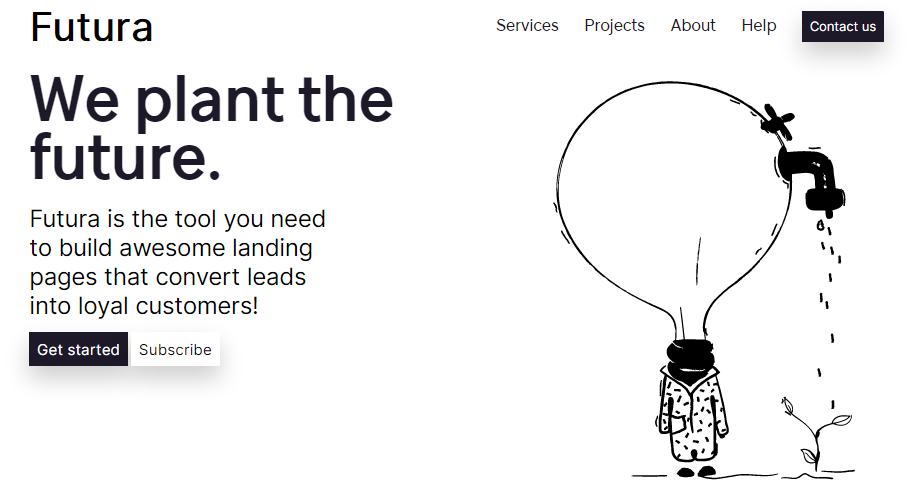 Futura
Services Projects About Help Contact us
We plant the
future.
Futura is the tool you need
to build awesome landing
pages that convert leads
into loyal customers!
Get started Subscribe